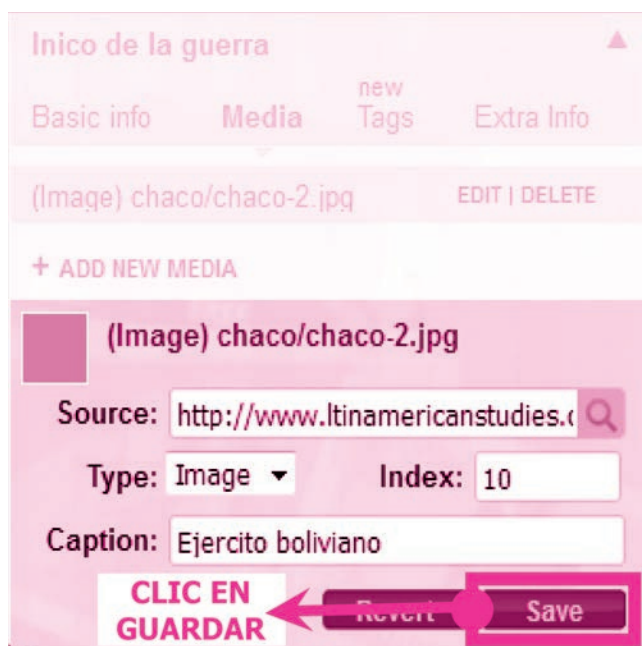 Inico de la guerra ▲
new
Basic info Media Tags Extra Info
(Image) chaco/chaco-2.jpg EDIT | DELETE
+ ADD NEW MEDIA
(Image) chaco/chaco-2.jpg
Source: http://www.ltinamericanstudies.
Type: Image Index: 10
Caption: Ejercito boliviano
CLIC EN
GUARDAR
Revert Save